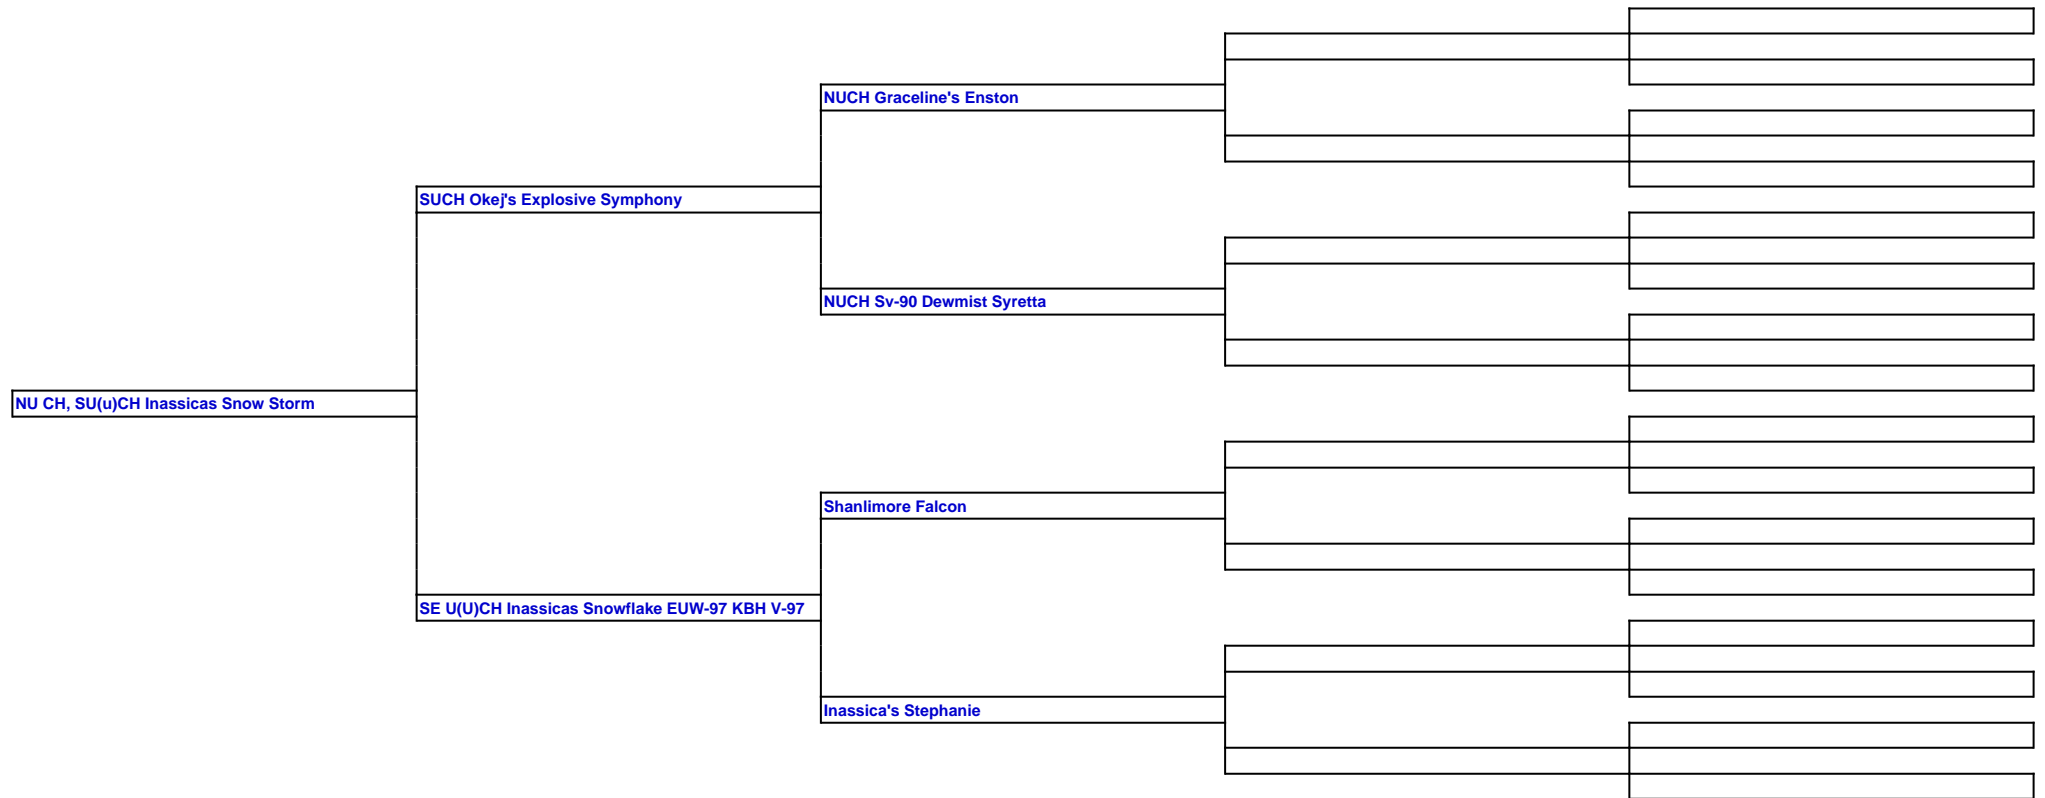 NUCH Graceline's Enston
SUCH Okej's Explosive Symphony
NUCH Sv-90 Dewmist Syretta
NU CH, SU(u)CH Inassicas Snow Storm
Shanlimore Falcon
SE U(U)CH Inassicas Snowflake EUW-97 KBH V-97
Inassica's Stephanie